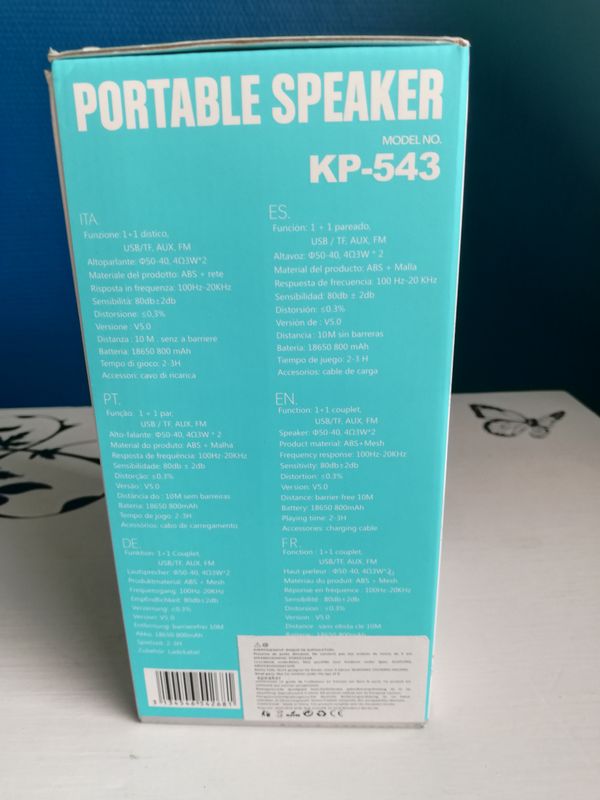 PORTABLE SPEAKER
MODEL NO.
KP-543
ITA.
Funzione: 1+1 distico,
USB/TF, AUX, FM
Altoparlante: Φ50-40, 4Ω3W*2
Materiale del prodotto: ABS + rete
Risposta in frequenza: 100Hz-20KHz
Sensibilità: 80db±2db
Distorsione: ≤0,3%
Versione : V5.0
Distanza : 10 M . senz a barriere
Bateria: 18650 800 mAh
Tempo di gioco: 2-3H
Accessori: cavo di ricarica
ES.
Función: 1 + 1 pareado,
USB / TF, AUX, FM
Altavoz: Φ50-40, 4Ω3W * 2
Material del producto: ABS + Malla
Respuesta de frecuencia: 100 Hz-20 KHz
Sensibilidad: 80db ± 2db
Distorsión: ≤0.3%
Versión de : V5.0
Distancia : 10 M sin barreras
Batería: 18650 800 mAh
Tiempo de juego: 2-3 H
Accesorios: cable de carga
PT.
Função: 1 + 1 par,
USB/TF, AUX, FM
Alto-falante: Φ50-40, 4Ω3W * 2
Material do produto: ABS + Malha
Resposta de frequência: 100Hz-20KHz
Sensibilidade: 80db ± 2db
Distorção: ≤0.3%
Versão : V5.0
Distância do : 10M sem barreiras
Bateria: 18650 800mAh
Tempo de jogo: 2-3H
Acessórios: cabo de carregamento
EN.
Function: 1+1 couplet,
USB/TF, AUX, FM
Speaker: Φ50-40, 4Ω3W*2
Product material: ABS+Mesh
Frequency response: 100Hz-20KHz
Sensitivity: 80db±2db
Distortion: ≤0.3%
Version: V5.0
Distance: barrier-free 10M
Battery: 18650 800mAh
Playing time: 2-3H
Accessories: charging cable
DE.
Funktion: 1+1 Couplet,
USB/TF, AUX, FM
Lautsprecher: Φ50-40, 4Ω3W*2
Produktmaterial: ABS + Mesh
Frequenzgang: 100Hz-20KHz
Empfindlichkeit: 80db±2db
Verzerrung: ≤0.3%
Version: V5.0
Entfernung: barrierefrei 10M
Akku: 18650 800mAh
Spielzeit: 2-3H
Zubehör: Ladekabel
FR.
Fonction : 1+1 couplet,
USB/TF, AUX, FM
Haut-parleur : Φ50-40, 4Ω3W*2
Matériau du produit : ABS + Mesh
Réponse en fréquence : 100Hz-20KHz
Sensibilité : 80db±2db
Distorsion : ≤0.3%
Version : V5.0
Distance : sans obstacle de 10M
Batterie : 18650 800mAh
CE